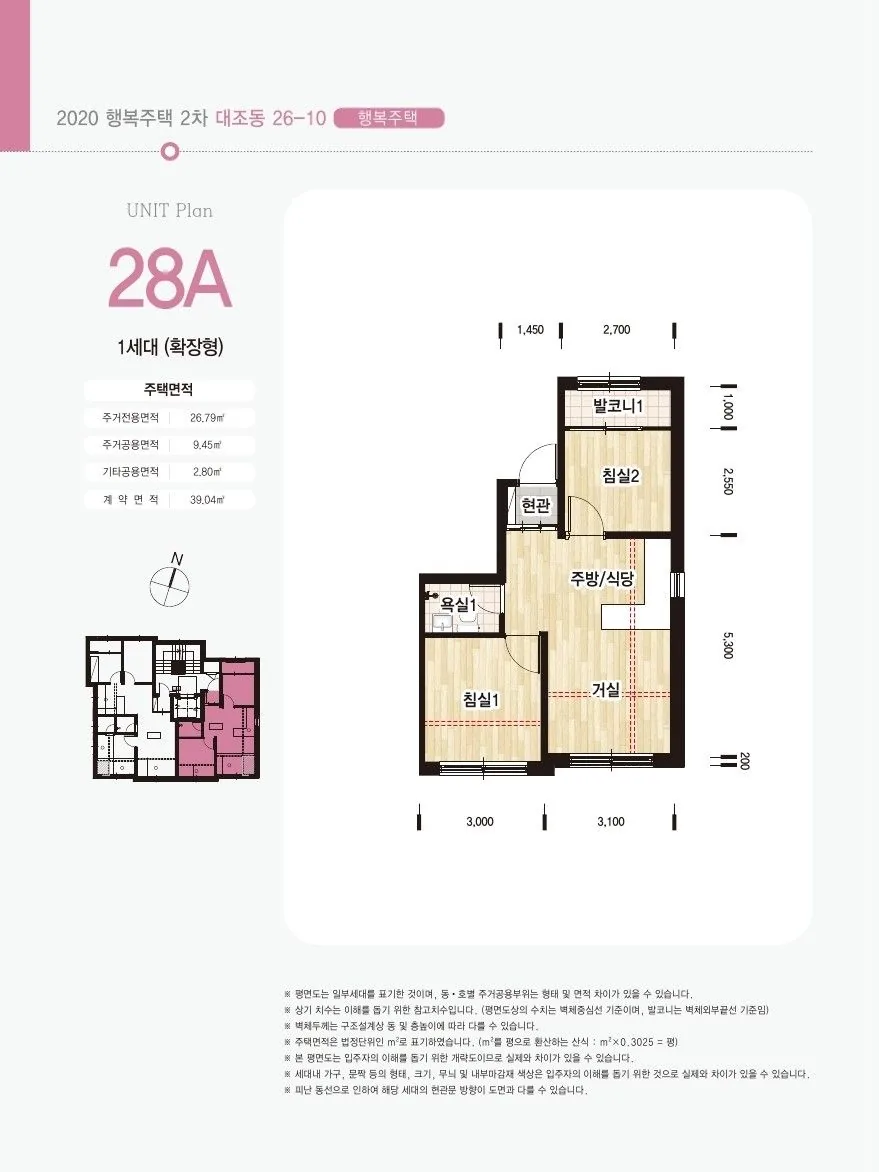 2020 행복주택 2차 대조동 26-10 행복주택
UNIT Plan
28A
1세대 (확장형)
주택면적
주거전용면적 26.79㎡
주거공용면적 9.45㎡
기타공용면적 2.80㎡
계 약 면 적 39.04㎡
N
1,450 2,700
발코니1
1,000
침실2
2,550
현관
주방/식당
욕실1
5,300
침실1
거실
200
3,000 3,100
※ 평면도는 일부세대를 표기한 것이며, 동·호별 주거공용부위는 형태 및 면적 차이가 있을 수 있습니다.
※ 상기 치수는 이해를 돕기 위한 참고치수입니다. (평면도상의 수치는 벽체중심선 기준이며, 발코니는 벽체외부끝선 기준임)
※ 벽체두께는 구조설계상 동 및 층높이에 따라 다를 수 있습니다.
※ 주택면적은 법정단위인 m²로 표기하였습니다. (m²를 평으로 환산하는 산식 : m²×0.3025 = 평)
※ 본 평면도는 입주자의 이해를 돕기 위한 개략도이므로 실제와 차이가 있을 수 있습니다.
※ 세대내 가구, 문짝 등의 형태, 크기, 무늬 및 내부마감재 색상은 입주자의 이해를 돕기 위한 것으로 실제와 차이가 있을 수 있습니다.
※ 피난 동선으로 인하여 해당 세대의 현관문 방향이 도면과 다를 수 있습니다.